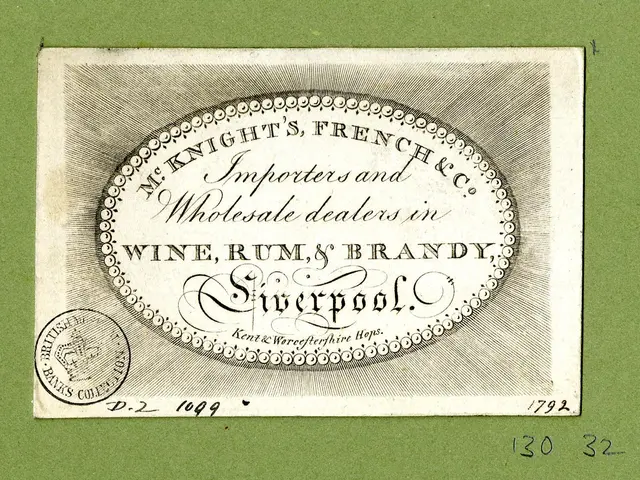 Mc. KNIGHT'S, FRENCH & Co.
Importers and
Wholesale dealers in
WINE, RUM, & BRANDY,
Liverpool.
Kent & Worcesterſhire Hops.
BRITISH
BANKS COLLECTION
D.2 1099
1792
130 32